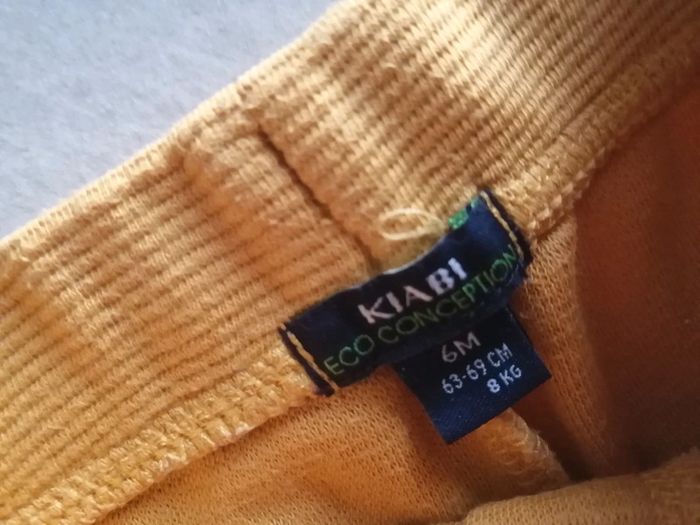 KIABI
ECO CONCEPTION
6M
63-69 CM
8 KG